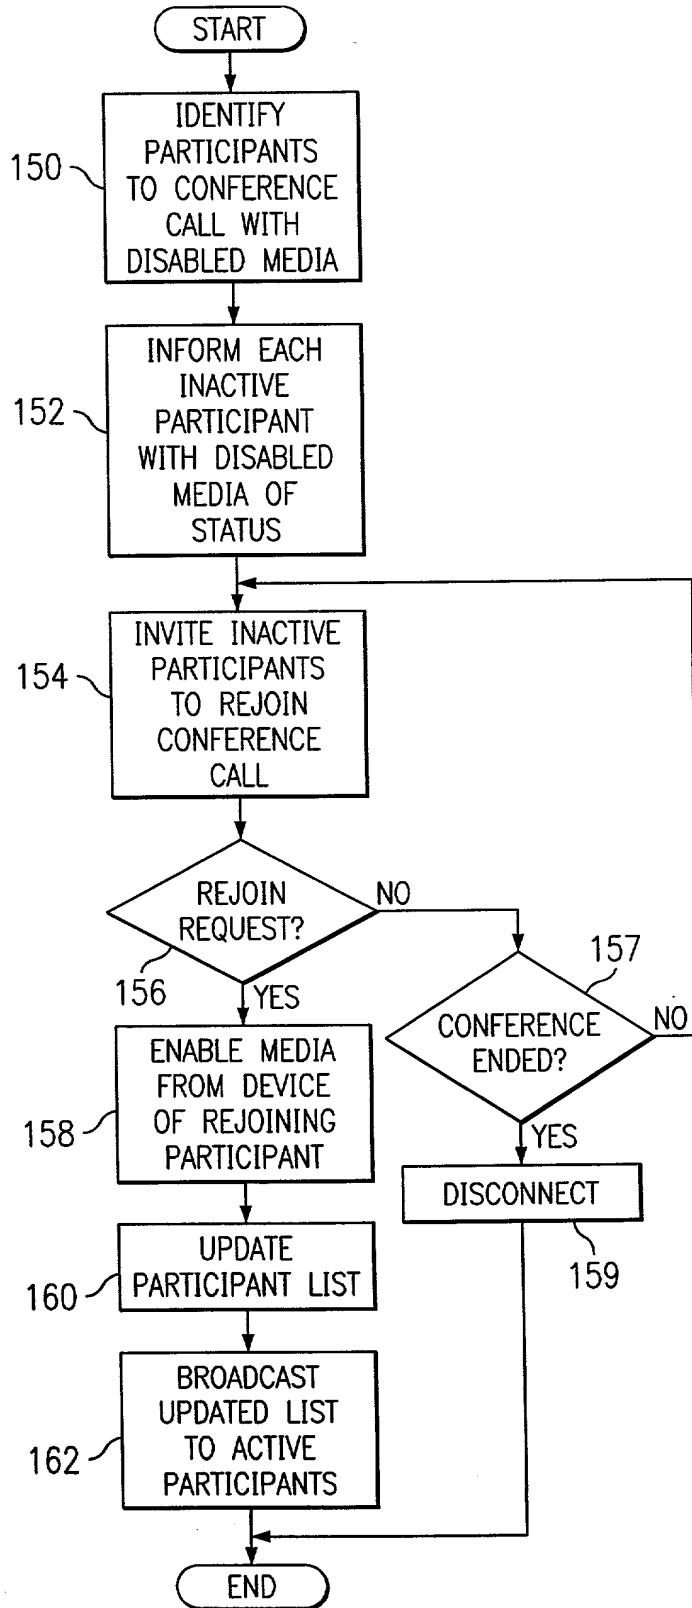 START
150
IDENTIFY
PARTICIPANTS
TO CONFERENCE
CALL WITH
DISABLED MEDIA
152
INFORM EACH
INACTIVE
PARTICIPANT
WITH DISABLED
MEDIA OF
STATUS
154
INVITE INACTIVE
PARTICIPANTS
TO REJOIN
CONFERENCE
CALL
REJOIN
REQUEST?
NO
156
YES
157
CONFERENCE
ENDED?
NO
YES
158
ENABLE MEDIA
FROM DEVICE
OF REJOINING
PARTICIPANT
DISCONNECT
159
160
UPDATE
PARTICIPANT LIST
162
BROADCAST
UPDATED LIST
TO ACTIVE
PARTICIPANTS
END